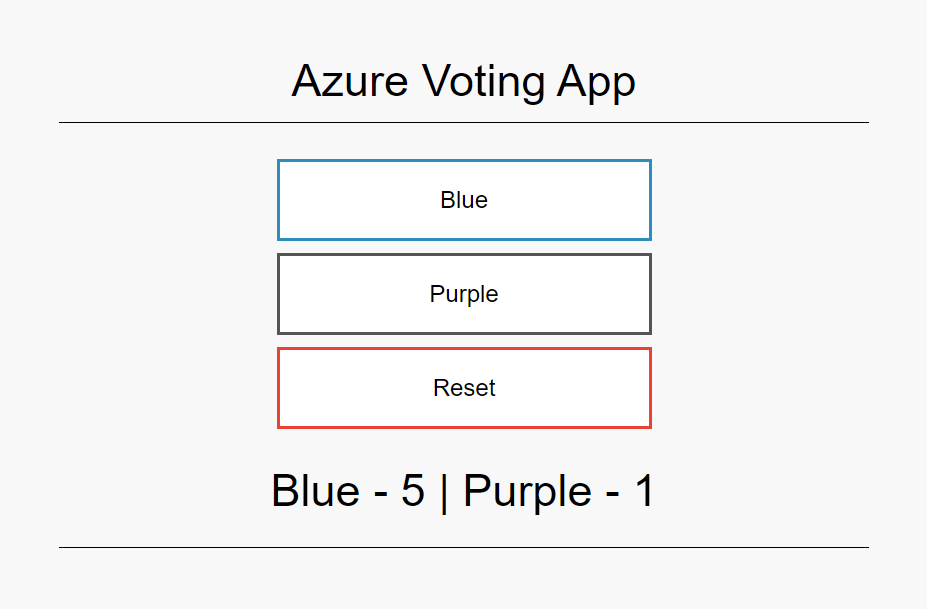 Azure Voting App
Blue
Purple
Reset
Blue - 5 | Purple - 1